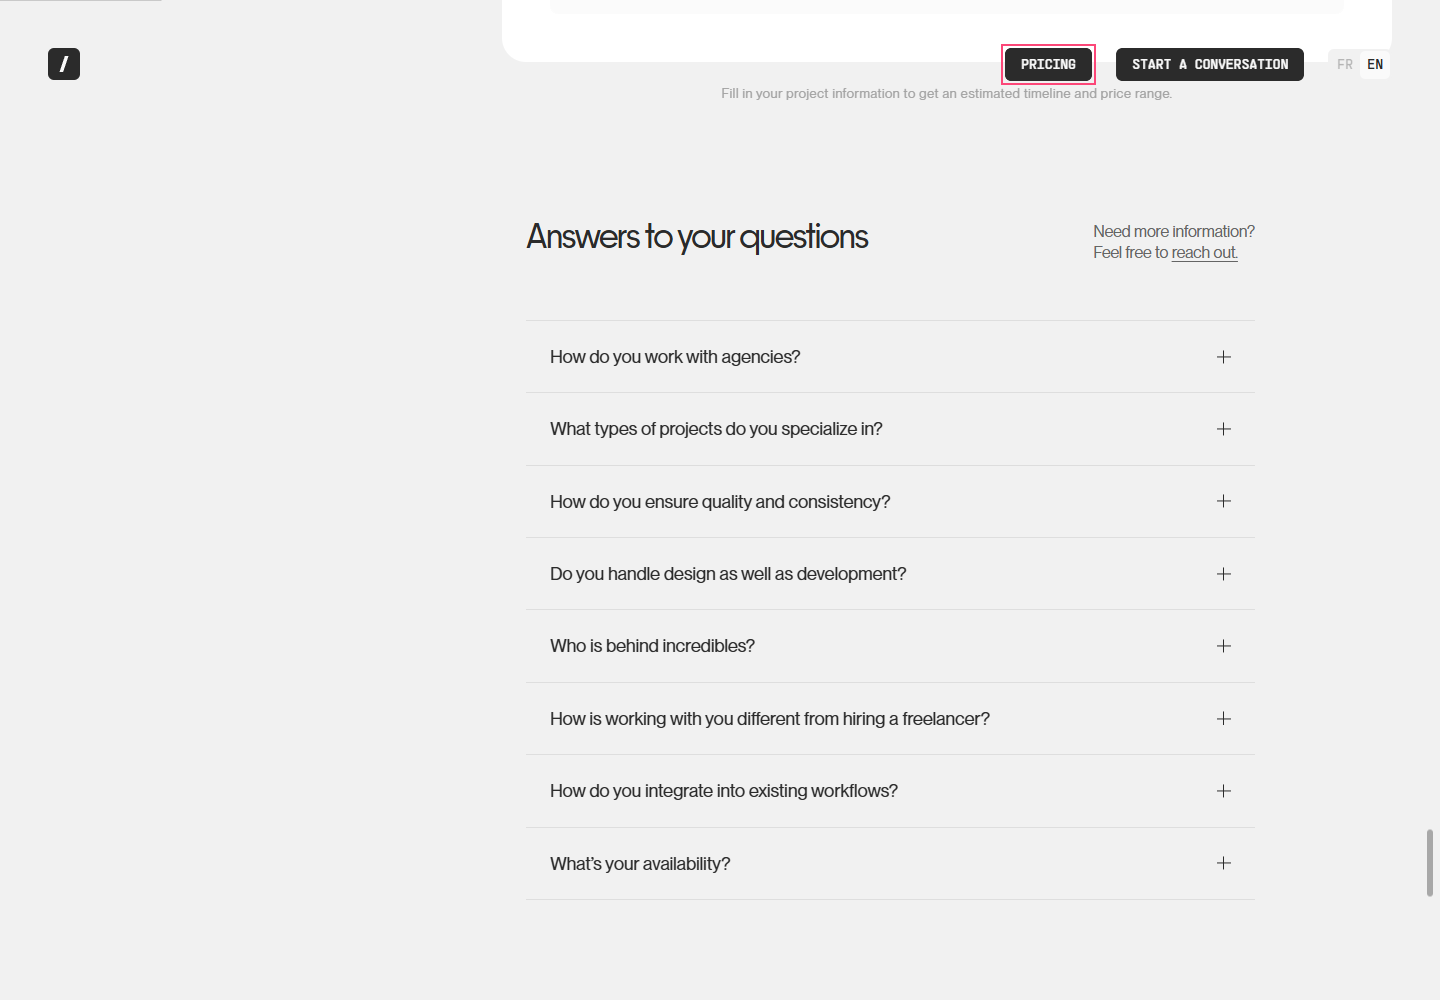 PRICING
START A CONVERSATION
FR
EN
Fill in your project information to get an estimated timeline and price range.
Answers to your questions
Need more information?
Feel free to reach out.
How do you work with agencies?
What types of projects do you specialize in?
How do you ensure quality and consistency?
Do you handle design as well as development?
Who is behind incredibles?
How is working with you different from hiring a freelancer?
How do you integrate into existing workflows?
What’s your availability?